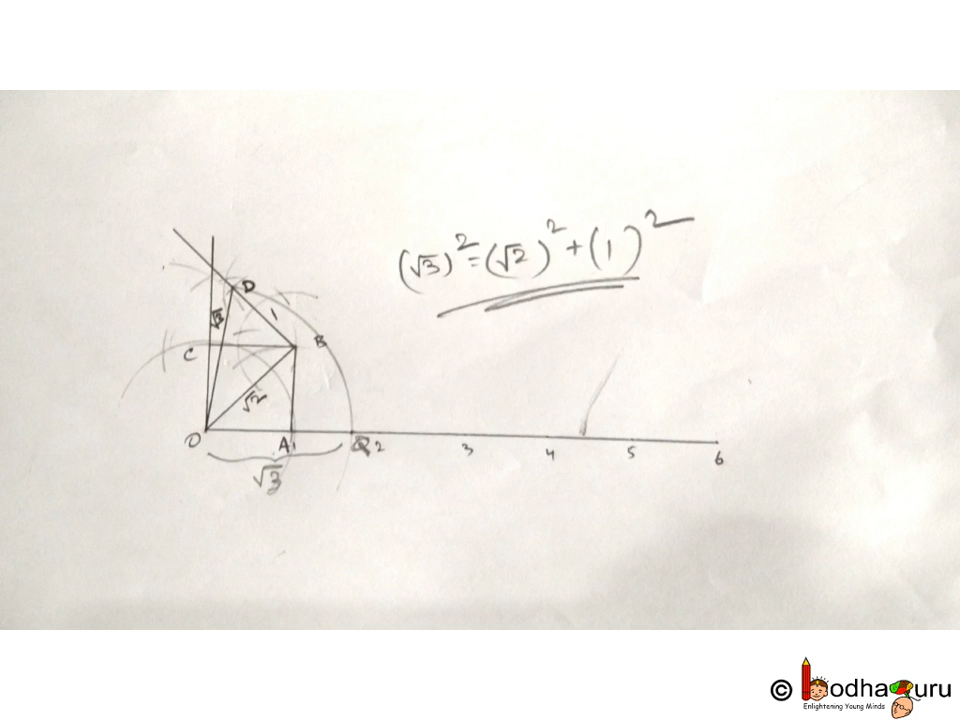 (√3)² = (√2)² + (1)²
D
√3
1
C
B
√2
O
A
1
Q
2
3
4
5
6
√3
© Bodhaguru
Enlightening Young Minds